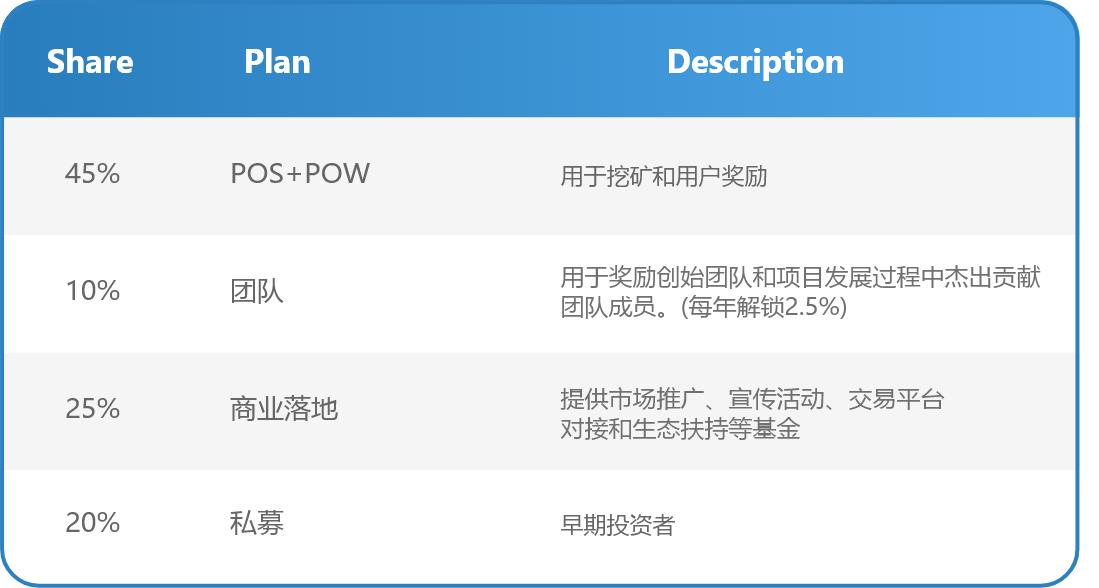 Share Plan Description
45% POS+POW 用于挖矿和用户奖励
10% 团队 用于奖励创始团队和项目发展过程中杰出贡献
团队成员。(每年解锁2.5%)
25% 商业落地 提供市场推广、宣传活动、交易平台
对接和生态扶持等基金
20% 私募 早期投资者